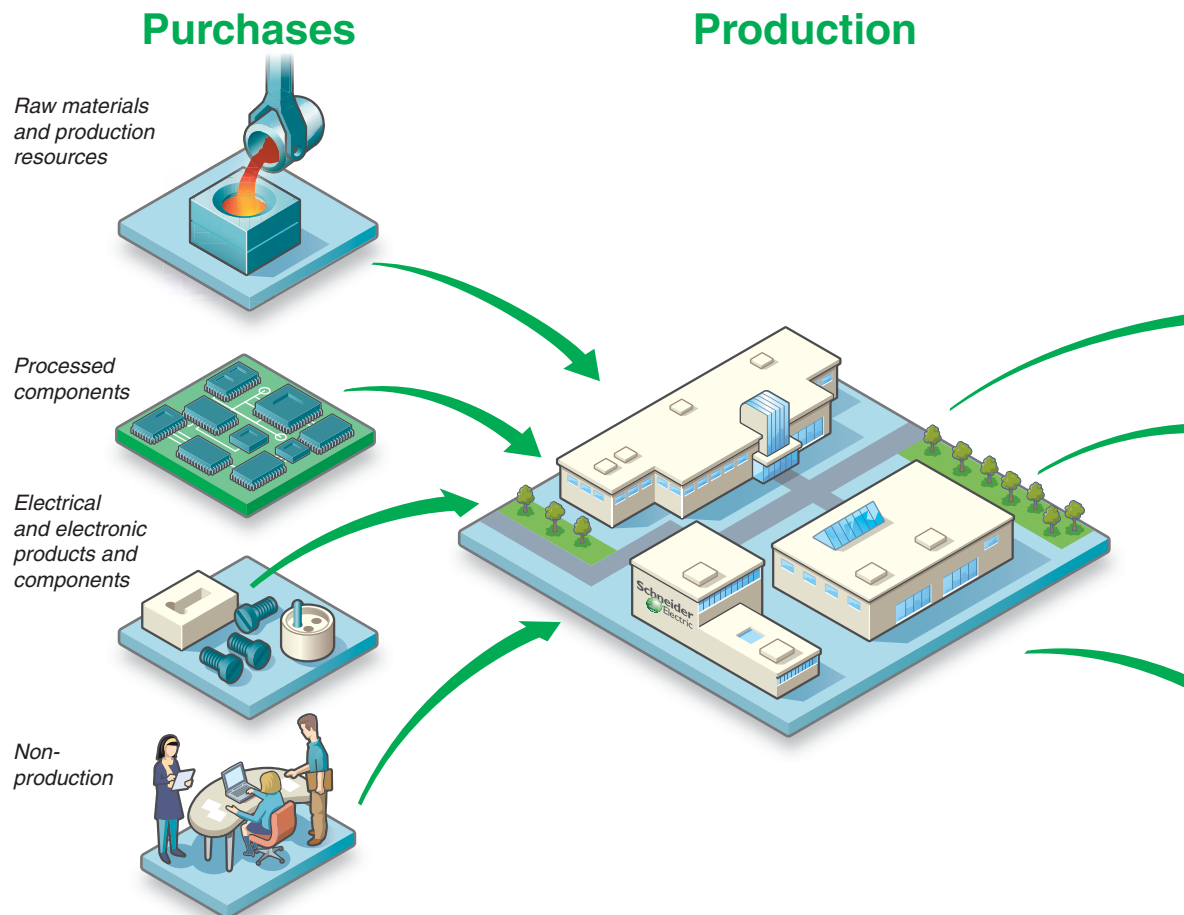 Purchases
Production
Raw materials
and production
resources
Processed
components
Electrical
and electronic
products and
components
Schneider
Electric
Non-
production